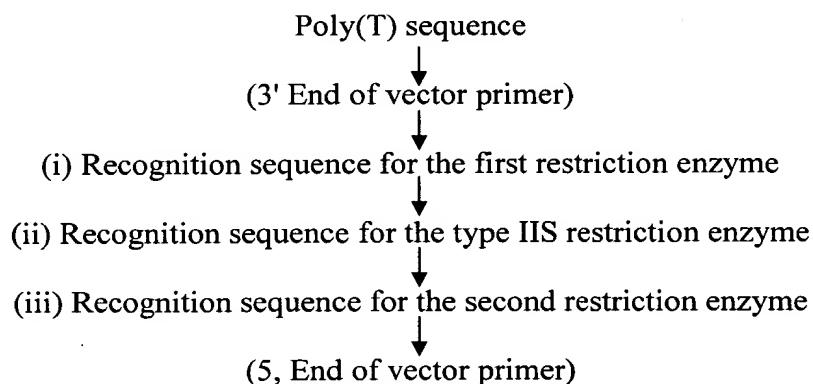 Poly(T) sequence
(3' End of vector primer)
(i) Recognition sequence for the first restriction enzyme
(ii) Recognition sequence for the type IIS restriction enzyme
(iii) Recognition sequence for the second restriction enzyme
(5, End of vector primer)